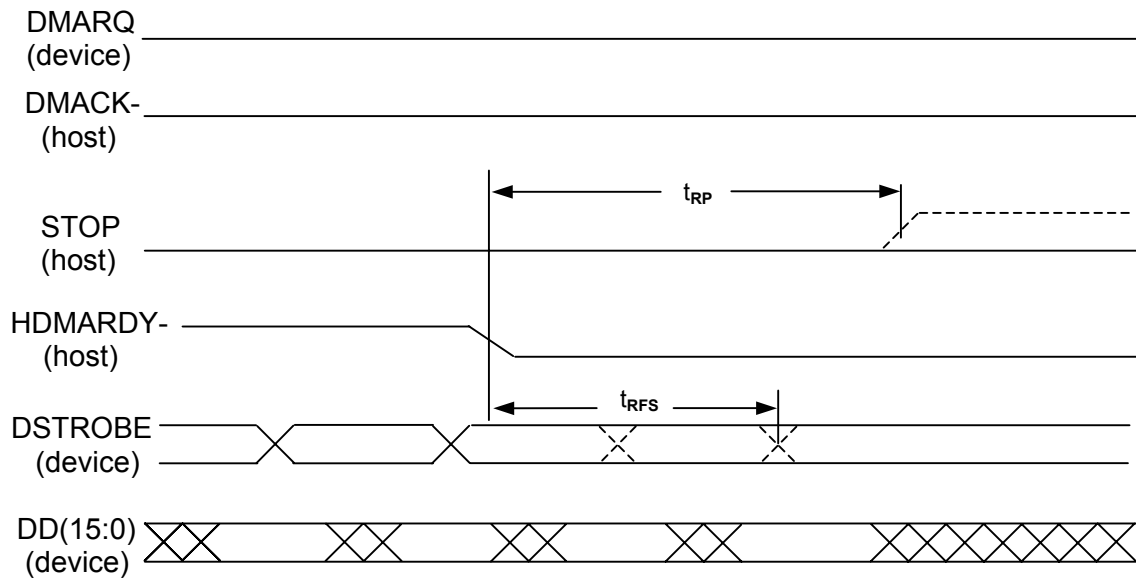 DMARQ
(device)
DMACK-
(host)
tRP
STOP
(host)
HDMARDY-
(host)
tRFS
DSTROBE
(device)
DD(15:0)
(device)